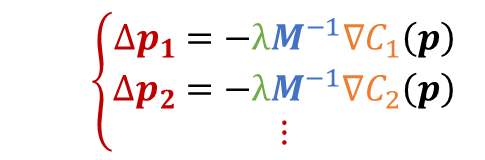 Δp₁ = −λM⁻¹∇C₁(p)
Δp₂ = −λM⁻¹∇C₂(p)
⋮